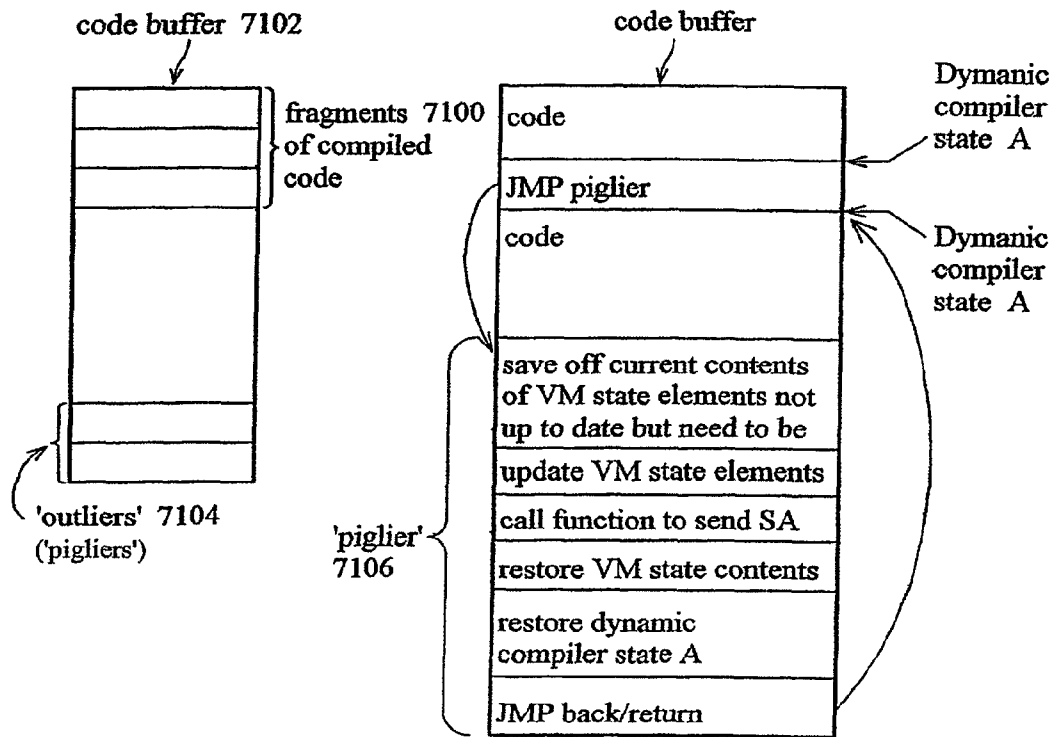 code buffer 7102
fragments 7100
of compiled
code
'outliers' 7104
('pigliers')
code buffer
code
JMP piglier
code
save off current contents
of VM state elements not
up to date but need to be
update VM state elements
call function to send SA
restore VM state contents
restore dynamic
compiler state A
JMP back/return
'piglier'
7106
Dymanic
compiler
state A
Dymanic
compiler
state A